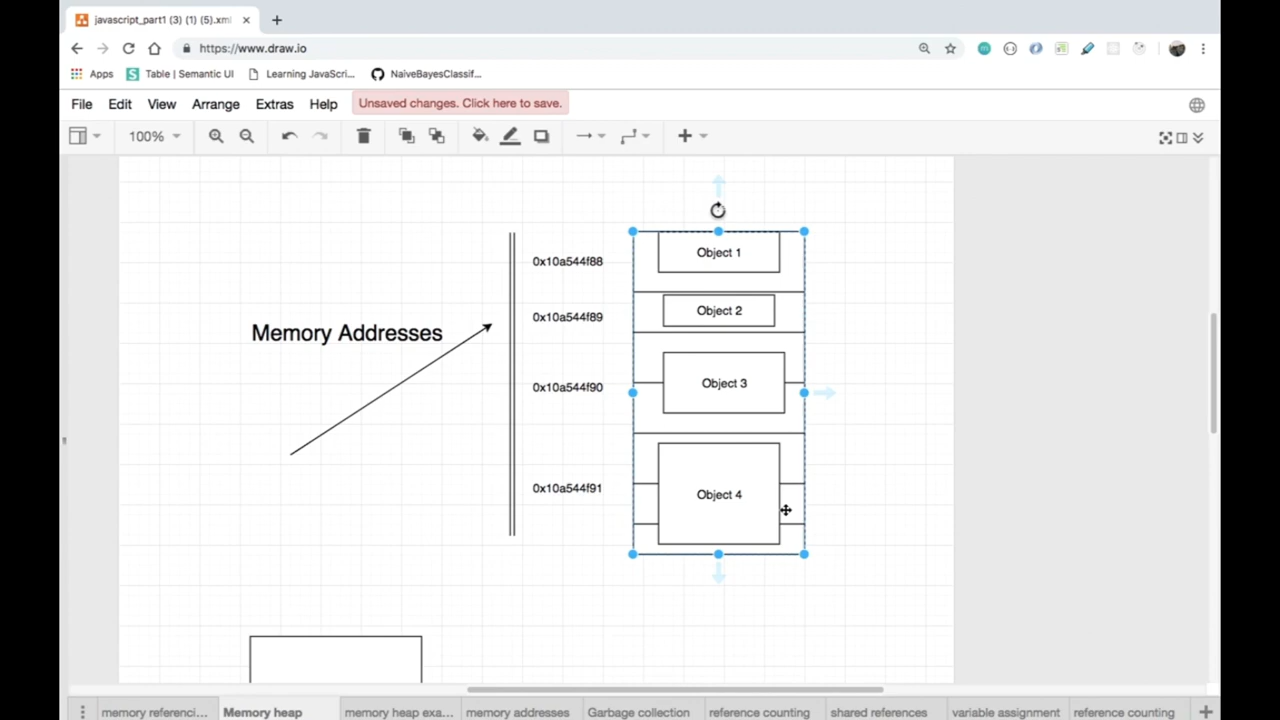 javascript_part1 (3) (1) (5).xml
https://www.draw.io
Apps
Table | Semantic UI
Learning JavaScri...
NaiveBayesClassif...
File
Edit
View
Arrange
Extras
Help
Unsaved changes. Click here to save.
100%
Memory Addresses
0x10a544f88
0x10a544f89
0x10a544f90
0x10a544f91
Object 1
Object 2
Object 3
Object 4
memory referenci...
Memory heap
memory heap exa...
memory addresses
Garbage collection
reference counting
shared references
variable assignment
reference counting